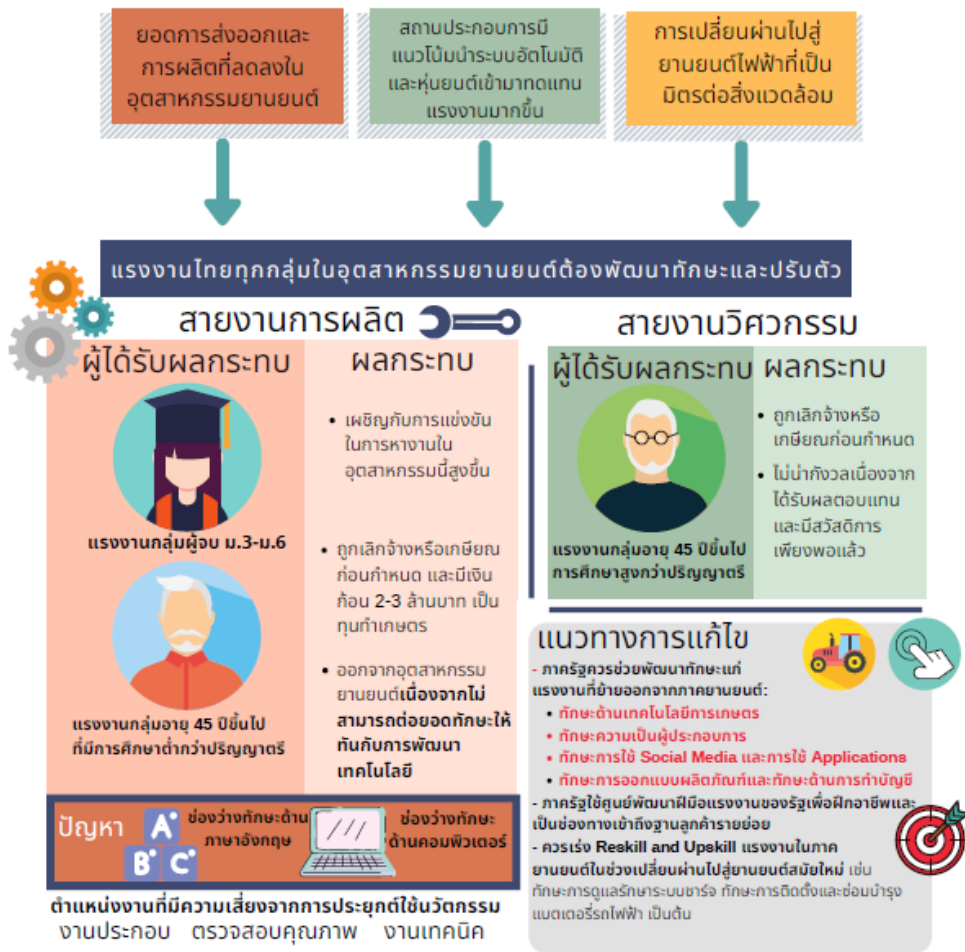 ยอดการส่งออกและ
การผลิตที่ลดลงใน
อุตสาหกรรมยานยนต์
สถานประกอบการมี
แนวโน้มนำระบบอัตโนมัติ
และหุ่นยนต์เข้ามาทดแทน
แรงงานมากขึ้น
การเปลี่ยนผ่านไปสู่
ยานยนต์ไฟฟ้าที่เป็น
มิตรต่อสิ่งแวดล้อม
แรงงานไทยทุกกลุ่มในอุตสาหกรรมยานยนต์ต้องพัฒนาทักษะและปรับตัว
สายงานการผลิต
ผู้ได้รับผลกระทบ
ผลกระทบ
แรงงานกลุ่มผู้จบ ม.3-ม.6
• เผชิญกับการแข่งขัน
ในการหางานใน
อุตสาหกรรมนี้สูงขึ้น
แรงงานกลุ่มอายุ 45 ปีขึ้นไป
ที่มีการศึกษาต่ำกว่าปริญญาตรี
• ถูกเลิกจ้างหรือเกษียณ
ก่อนกำหนด และมีเงิน
ก้อน 2-3 ล้านบาท เป็น
ทุนทำเกษตร
• ออกจากอุตสาหกรรม
ยานยนต์เนื่องจากไม่
สามารถต่อยอดทักษะให้
ทันกับการพัฒนา
เทคโนโลยี
ปัญหา
A
B C
ช่องว่างทักษะด้าน
ภาษาอังกฤษ
ช่องว่างทักษะ
ด้านคอมพิวเตอร์
ตำแหน่งงานที่มีความเสี่ยงจากการประยุกต์ใช้นวัตกรรม
งานประกอบ ตรวจสอบคุณภาพ งานเทคนิค
สายงานวิศวกรรม
ผู้ได้รับผลกระทบ
ผลกระทบ
แรงงานกลุ่มอายุ 45 ปีขึ้นไป
การศึกษาสูงกว่าปริญญาตรี
• ถูกเลิกจ้างหรือ
เกษียณก่อนกำหนด
• ไม่น่ากังวลเนื่องจาก
ได้รับผลตอบแทน
และมีสวัสดิการ
เพียงพอแล้ว
แนวทางการแก้ไข
- ภาครัฐควรช่วยพัฒนาทักษะแก่
แรงงานที่ย้ายออกจากภาคยานยนต์:
• ทักษะด้านเทคโนโลยีการเกษตร
• ทักษะความเป็นผู้ประกอบการ
• ทักษะการใช้ Social Media และการใช้ Applications
• ทักษะการออกแบบผลิตภัณฑ์และทักษะด้านการทำบัญชี
- ภาครัฐใช้ศูนย์พัฒนาฝีมือแรงงานของรัฐเพื่อฝึกอาชีพและ
เป็นช่องทางเข้าถึงฐานลูกค้ารายย่อย
- ควรเร่ง Reskill and Upskill แรงงานในภาค
ยานยนต์ในช่วงเปลี่ยนผ่านไปสู่ยานยนต์สมัยใหม่ เช่น
ทักษะการดูแลรักษาระบบชาร์จ ทักษะการติดตั้งและซ่อมบำรุง
แบตเตอรี่รถไฟฟ้า เป็นต้น